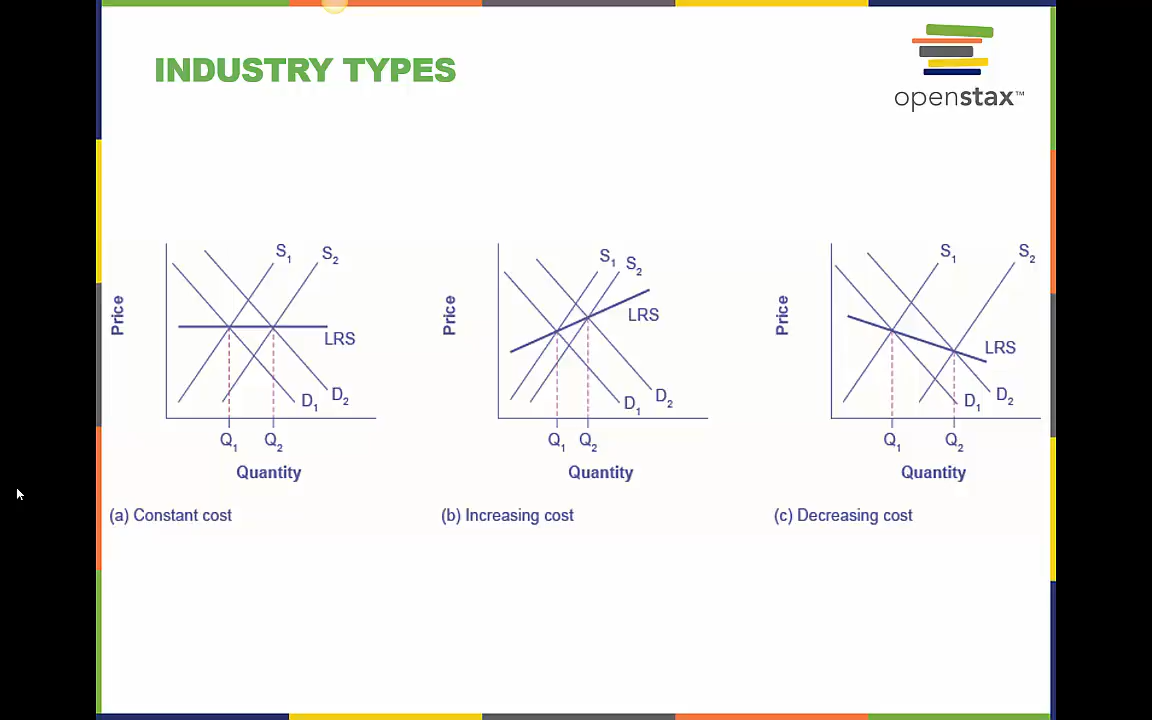 INDUSTRY TYPES
openstax™
Price
S1
S2
LRS
D1
D2
Q1
Q2
Quantity
(a) Constant cost
Price
S1
S2
LRS
D1
D2
Q1
Q2
Quantity
(b) Increasing cost
Price
S1
S2
LRS
D1
D2
Q1
Q2
Quantity
(c) Decreasing cost